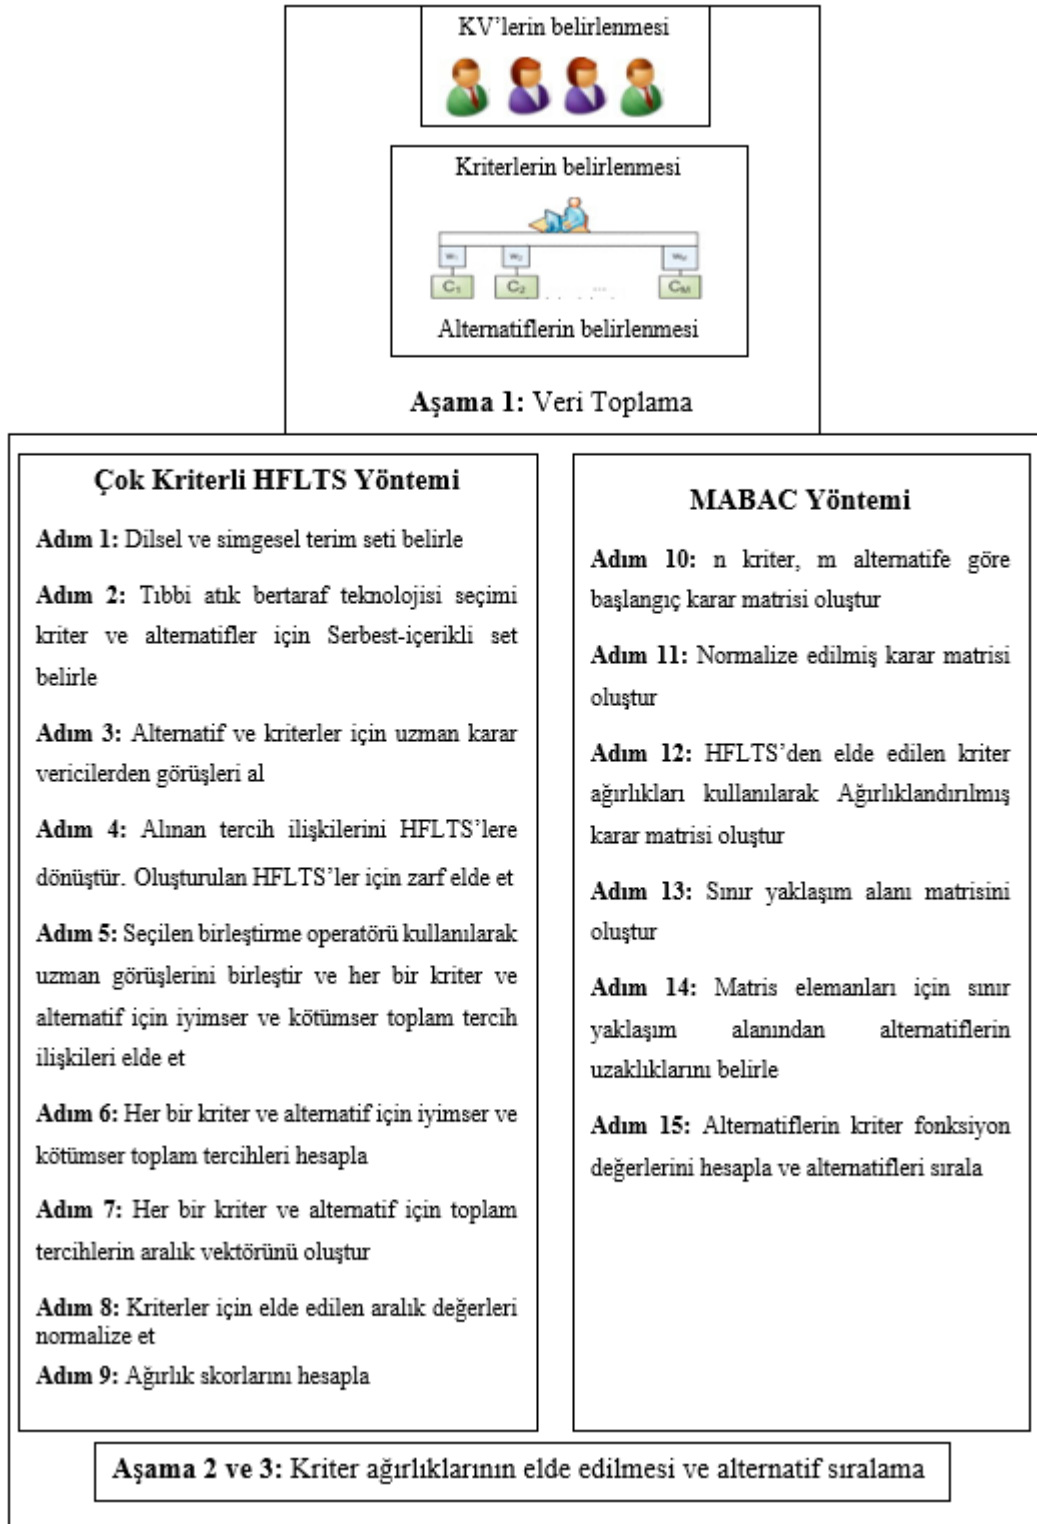 KV’lerin belirlenmesi
Kriterlerin belirlenmesi
W1 W2 WM
C1 C2 ... CM
Alternatiflerin belirlenmesi
Aşama 1: Veri Toplama
Çok Kriterli HFLTS Yöntemi
Adım 1: Dilsel ve simgesel terim seti belirle
Adım 2: Tıbbi atık bertaraf teknolojisi seçimi
kriter ve alternatifler için Serbest-içerikli set
belirle
Adım 3: Alternatif ve kriterler için uzman karar
vericilerden görüşleri al
Adım 4: Alınan tercih ilişkilerini HFLTS’lere
dönüştür. Oluşturulan HFLTS’ler için zarf elde et
Adım 5: Seçilen birleştirme operatörü kullanılarak
uzman görüşlerini birleştir ve her bir kriter ve
alternatif için iyimser ve kötümser toplam tercih
ilişkileri elde et
Adım 6: Her bir kriter ve alternatif için iyimser ve
kötümser toplam tercihleri hesapla
Adım 7: Her bir kriter ve alternatif için toplam
tercihlerin aralık vektörünü oluştur
Adım 8: Kriterler için elde edilen aralık değerleri
normalize et
Adım 9: Ağırlık skorlarını hesapla
MABAC Yöntemi
Adım 10: n kriter, m alternatife göre
başlangıç karar matrisi oluştur
Adım 11: Normalize edilmiş karar matrisi
oluştur
Adım 12: HFLTS’den elde edilen kriter
ağırlıkları kullanılarak Ağırlıklandırılmış
karar matrisi oluştur
Adım 13: Sınır yaklaşım alanı matrisini
oluştur
Adım 14: Matris elemanları için sınır
yaklaşım alanından alternatiflerin
uzaklıklarını belirle
Adım 15: Alternatiflerin kriter fonksiyon
değerlerini hesapla ve alternatifleri sırala
Aşama 2 ve 3: Kriter ağırlıklarının elde edilmesi ve alternatif sıralama